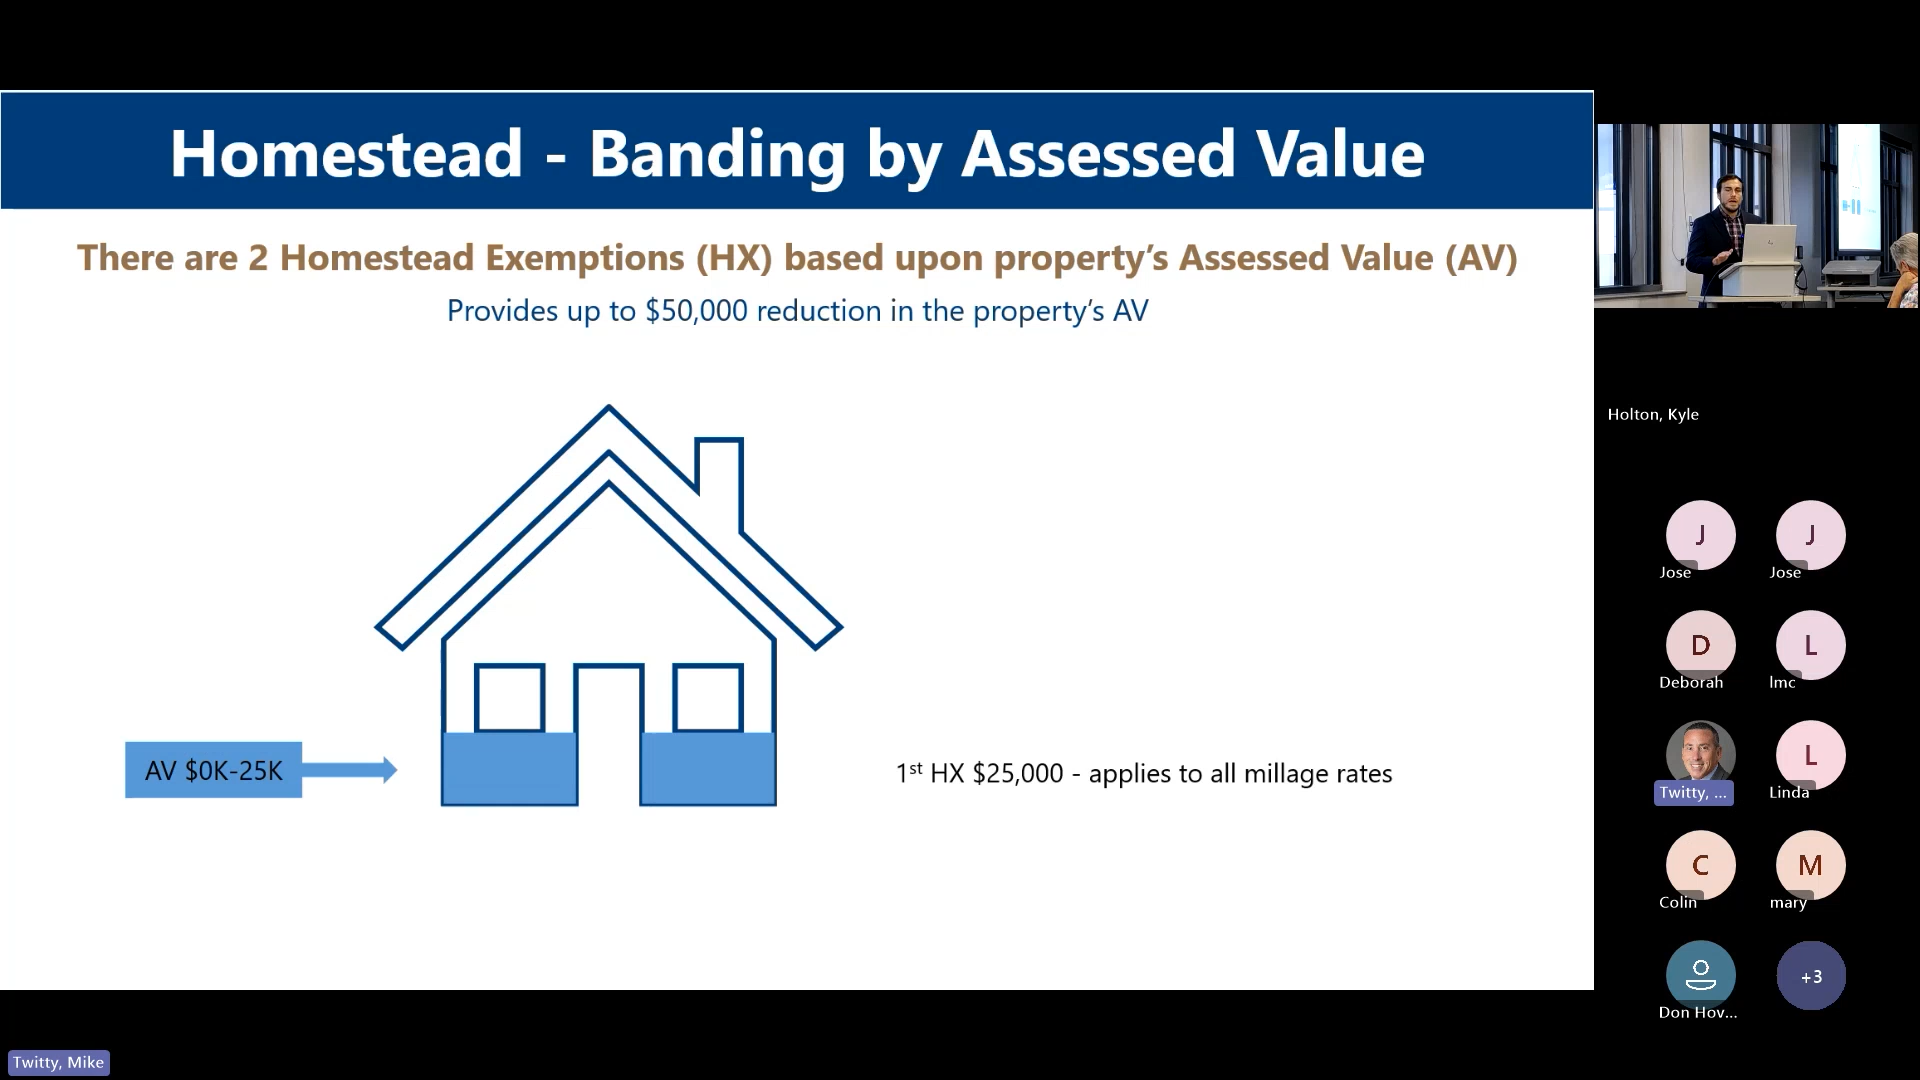 Homestead - Banding by Assessed Value
There are 2 Homestead Exemptions (HX) based upon property’s Assessed Value (AV)
Provides up to $50,000 reduction in the property’s AV
AV $0K-25K
1st HX $25,000 - applies to all millage rates
Holton, Kyle
J
J
Jose
Jose
D
L
Deborah
lmc
L
Twitty, ...
Linda
C
M
Colin
mary
+3
Don Hov...
Twitty, Mike